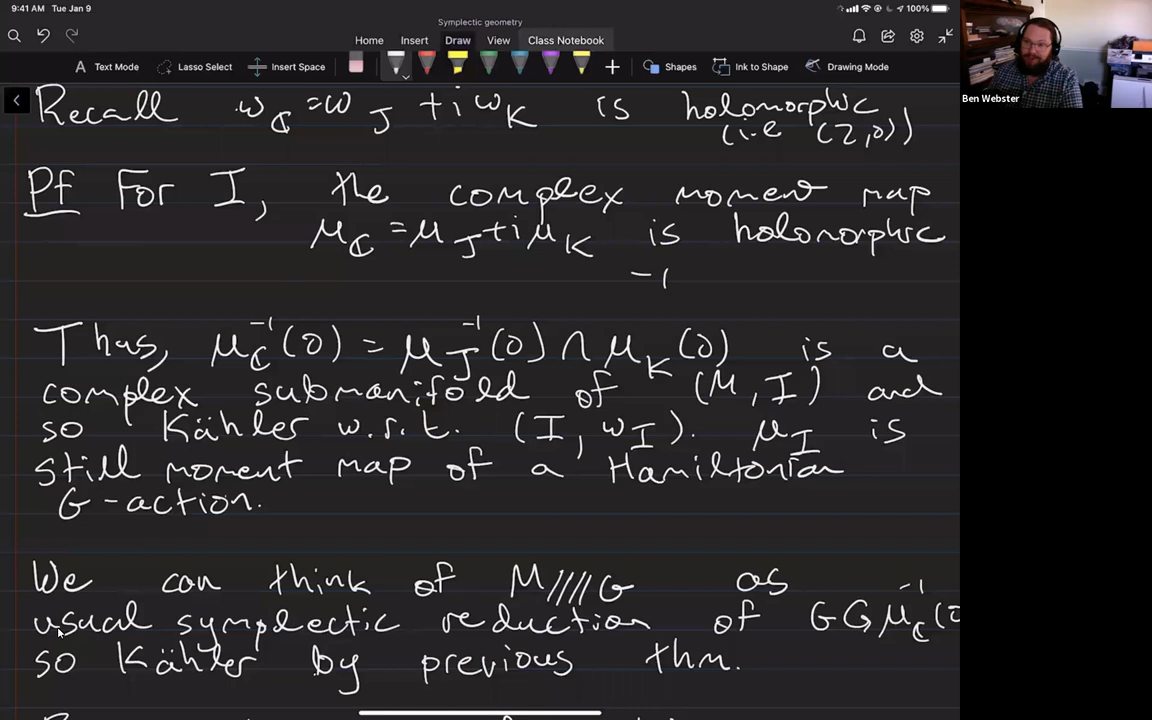 9:41 AM Tue Jan 9
100%
Symplectic geometry
Home Insert Draw View Class Notebook
Text Mode Lasso Select Insert Space Shapes Ink to Shape Drawing Mode
Ben Webster
Recall ω_ℂ = ω_J + i ω_K is holomorphic
(i.e (2,0))
Pf For I, the complex moment map
μ_ℂ = μ_J + i μ_K is holomorphic
-1
Thus, μ_ℂ^{-1}(0) = μ_J^{-1}(0) ∩ μ_K(0) is a
complex submanifold of (M, I) and
so Kähler w.r.t. (I, ω_I). μ_I is
still moment map of a Hamiltonian
G-action.
We can think of M////G as
usual symplectic reduction of G G μ_ℂ^{-1}(0
so Kähler by previous thm.